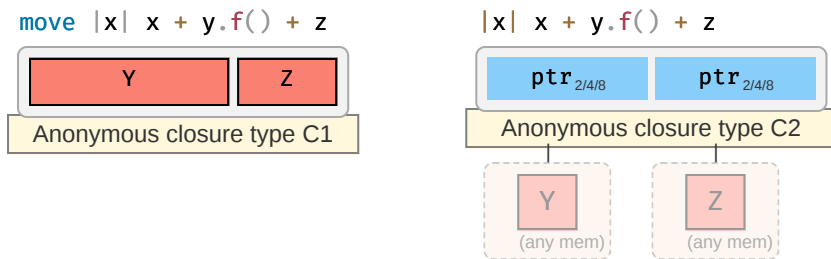 move |x| x + y.f() + z
Y Z
Anonymous closure type C1
|x| x + y.f() + z
ptr2/4/8 ptr2/4/8
Anonymous closure type C2
Y Z
(any mem) (any mem)